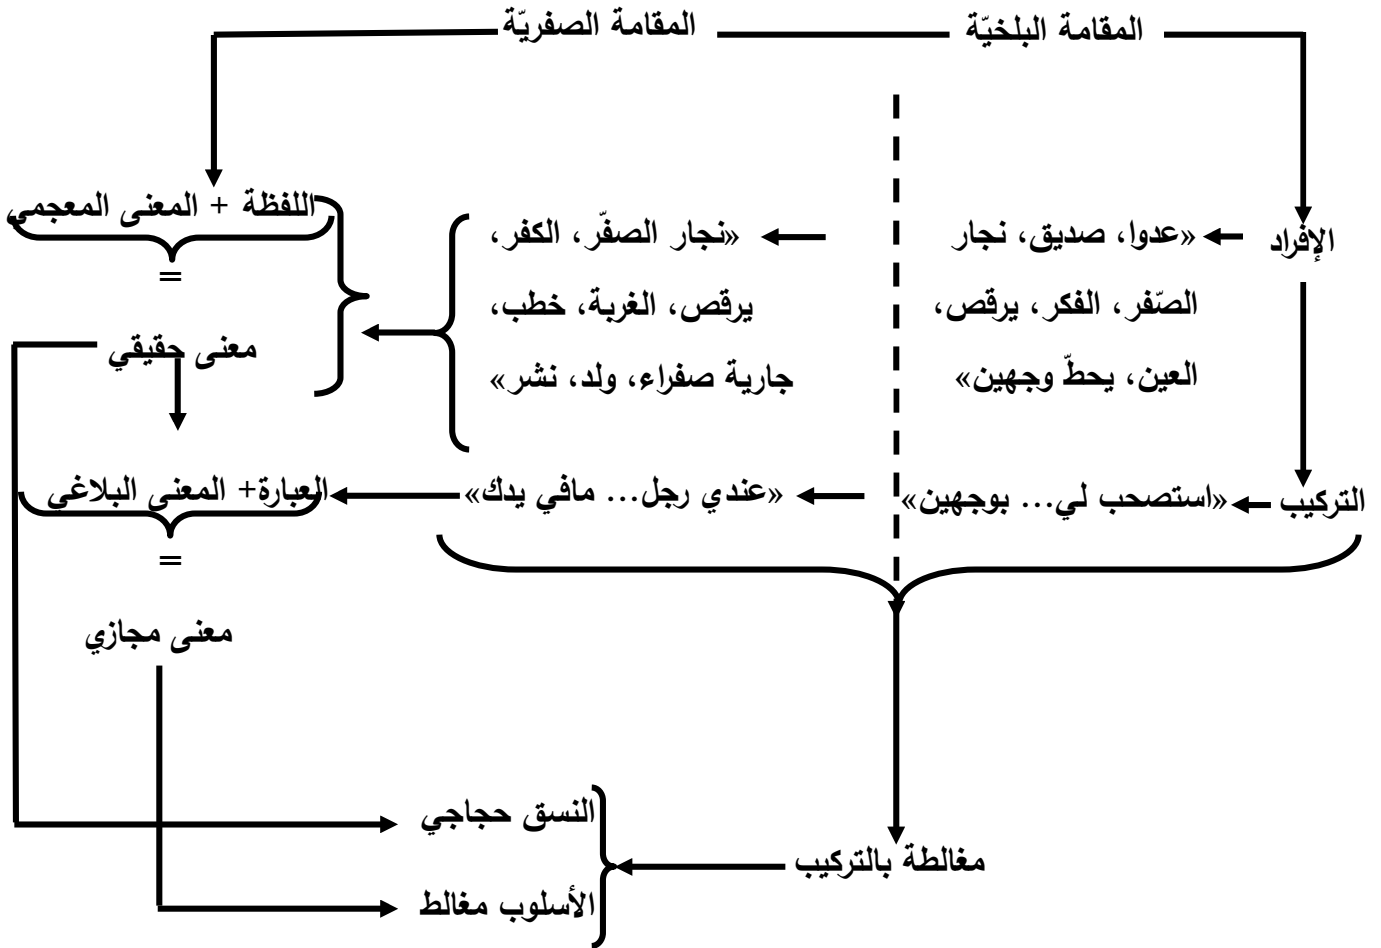 المقامة البلخيّة
المقامة الصفريّة
الإفراد
«عدوا، صديق، نجار
الصّفر، الفكر، يرقص،
العين، يحطّ وجهين»
«نجار الصفّر، الكفر،
يرقص، الغربة، خطب،
جارية صفراء، ولد، نشر»
اللفظة + المعنى المعجمي
=
معنى حقيقي
التركيب
«استصحب لي... بوجهين»
«عندي رجل... مافي يدك»
العبارة+ المعنى البلاغي
=
معنى مجازي
مغالطة بالتركيب
النسق حجاجي
الأسلوب مغالط